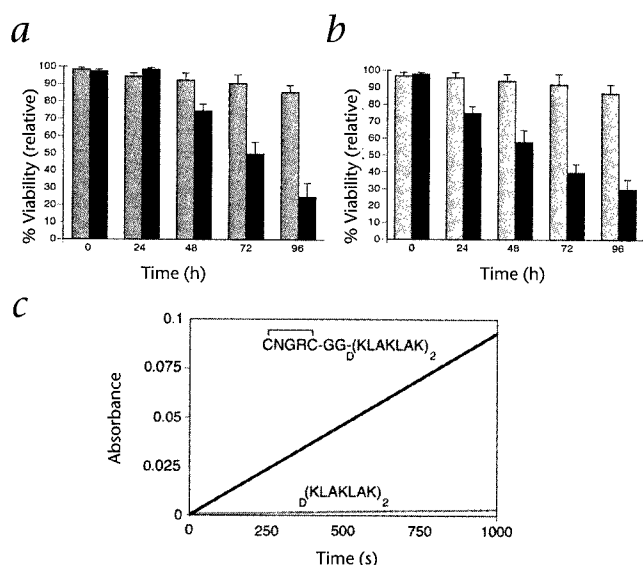 a
% Viability (relative)
100
90
80
70
60
50
40
30
20
10
0
0 24 48 72 96
Time (h)
b
% Viability (relative)
100
90
80
70
60
50
40
30
20
10
0
0 24 48 72 96
Time (h)
c
Absorbance
0.1
0.075
0.05
0.025
0
CNGRC-GG-D(KLAKLAK)2
D(KLAKLAK)2
0 250 500 750 1000
Time (s)